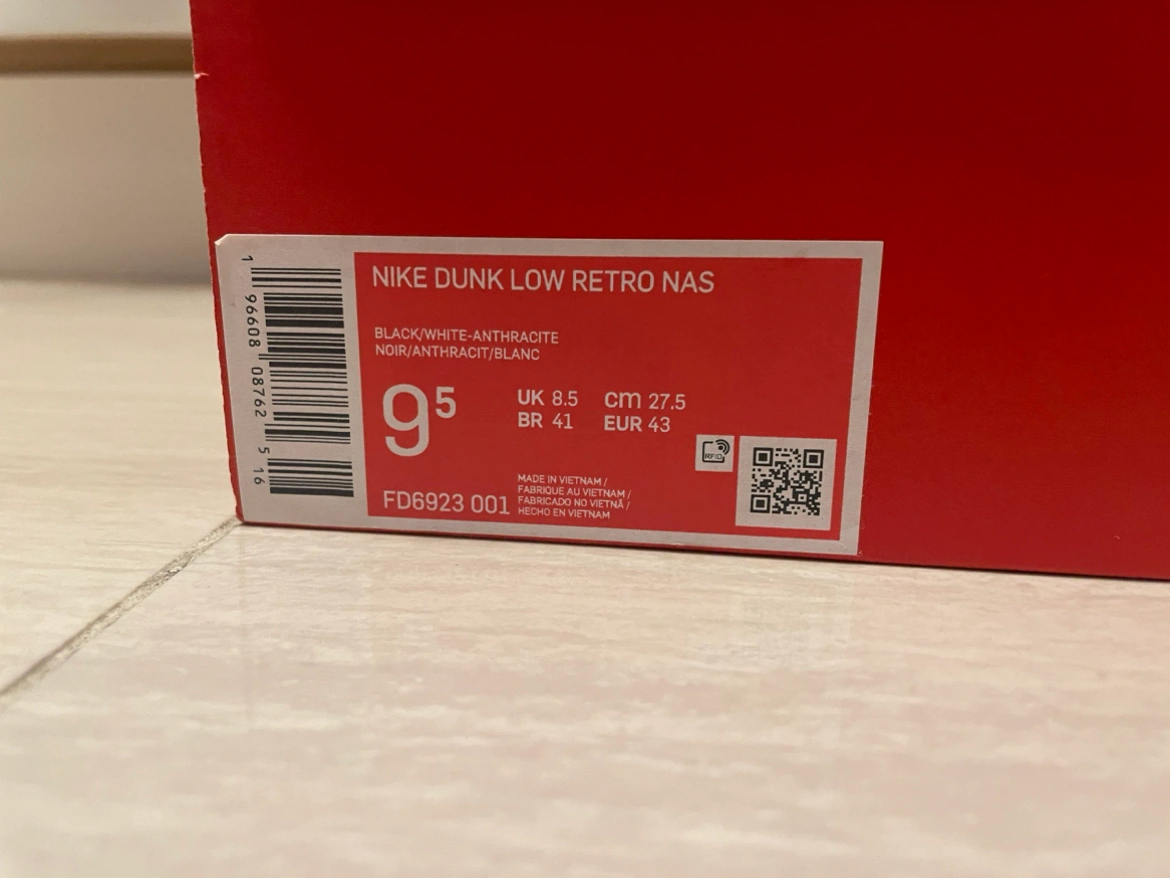 NIKE DUNK LOW RETRO NAS
BLACK/WHITE-ANTHRACITE
NOIR/ANTHRACIT/BLANC
9⁵
UK 8.5 cm 27.5
BR 41 EUR 43
RFID
FD6923 001
MADE IN VIETNAM /
FABRIQUE AU VIETNAM /
FABRICADO NO VIETNÃ /
HECHO EN VIETNAM
1 96608 08762 5 16